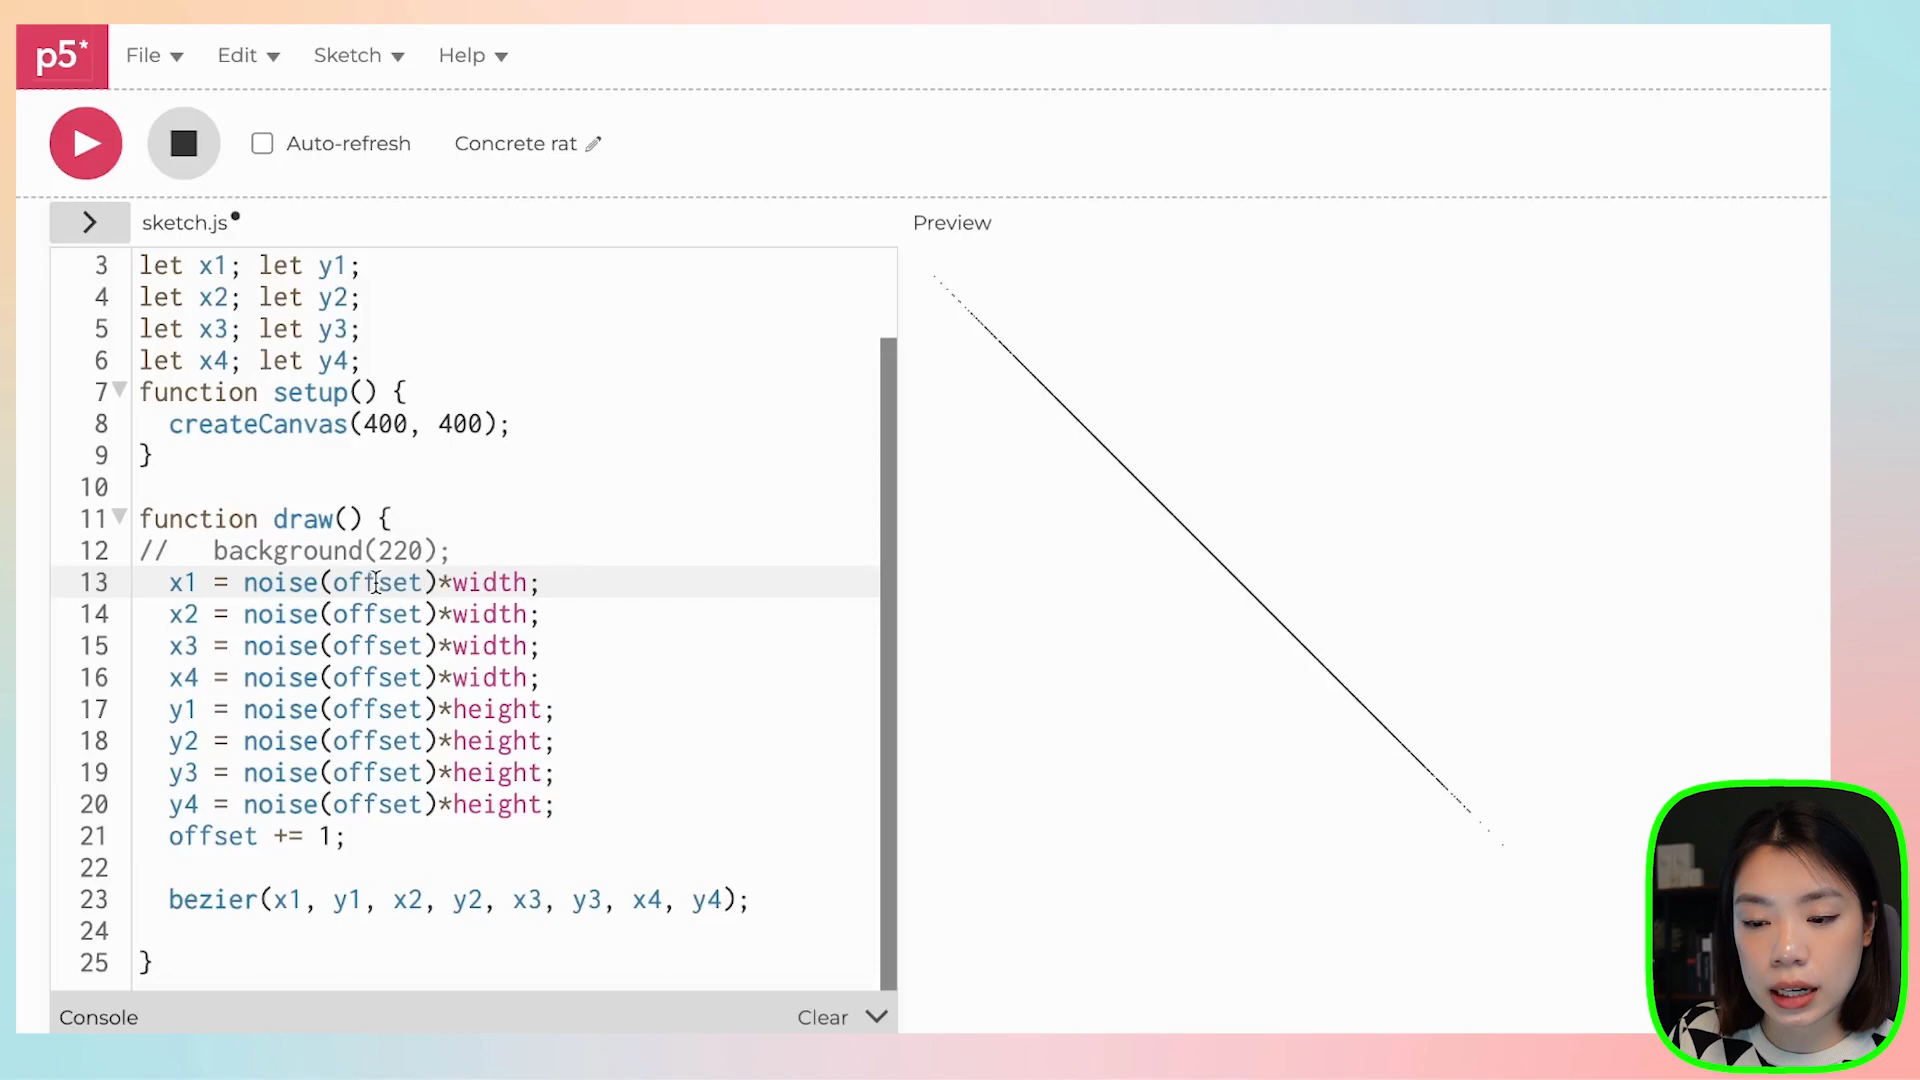 p5* File Edit Sketch Help
Auto-refresh Concrete rat
sketch.js Preview
3 let x1; let y1;
4 let x2; let y2;
5 let x3; let y3;
6 let x4; let y4;
7 function setup() {
8 createCanvas(400, 400);
9 }
10
11 function draw() {
12 // background(220);
13 x1 = noise(offset)*width;
14 x2 = noise(offset)*width;
15 x3 = noise(offset)*width;
16 x4 = noise(offset)*width;
17 y1 = noise(offset)*height;
18 y2 = noise(offset)*height;
19 y3 = noise(offset)*height;
20 y4 = noise(offset)*height;
21 offset += 1;
22
23 bezier(x1, y1, x2, y2, x3, y3, x4, y4);
24
25 }
Console Clear